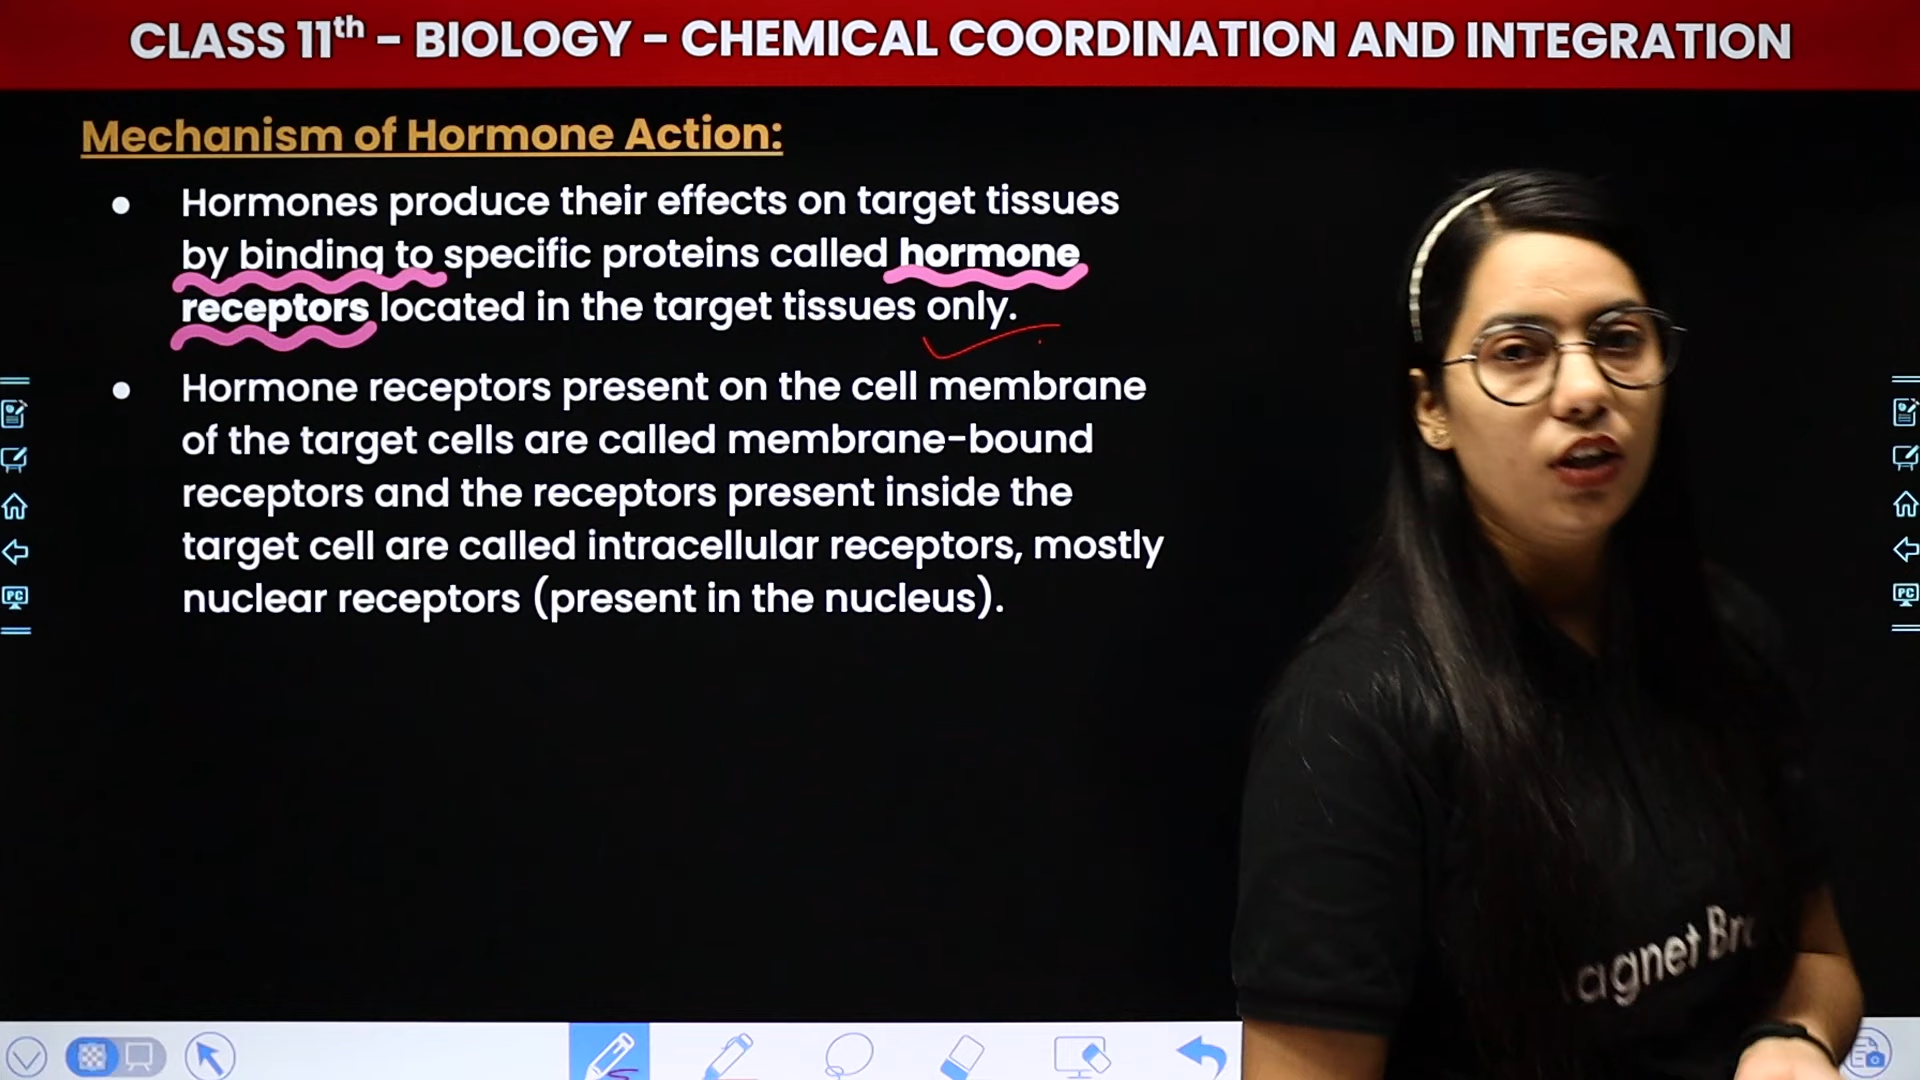 CLASS 11th - BIOLOGY - CHEMICAL COORDINATION AND INTEGRATION
Mechanism of Hormone Action:
• Hormones produce their effects on target tissues
by binding to specific proteins called hormone
receptors located in the target tissues only.
• Hormone receptors present on the cell membrane
of the target cells are called membrane-bound
receptors and the receptors present inside the
target cell are called intracellular receptors, mostly
nuclear receptors (present in the nucleus).
PC
PC
agnet Br